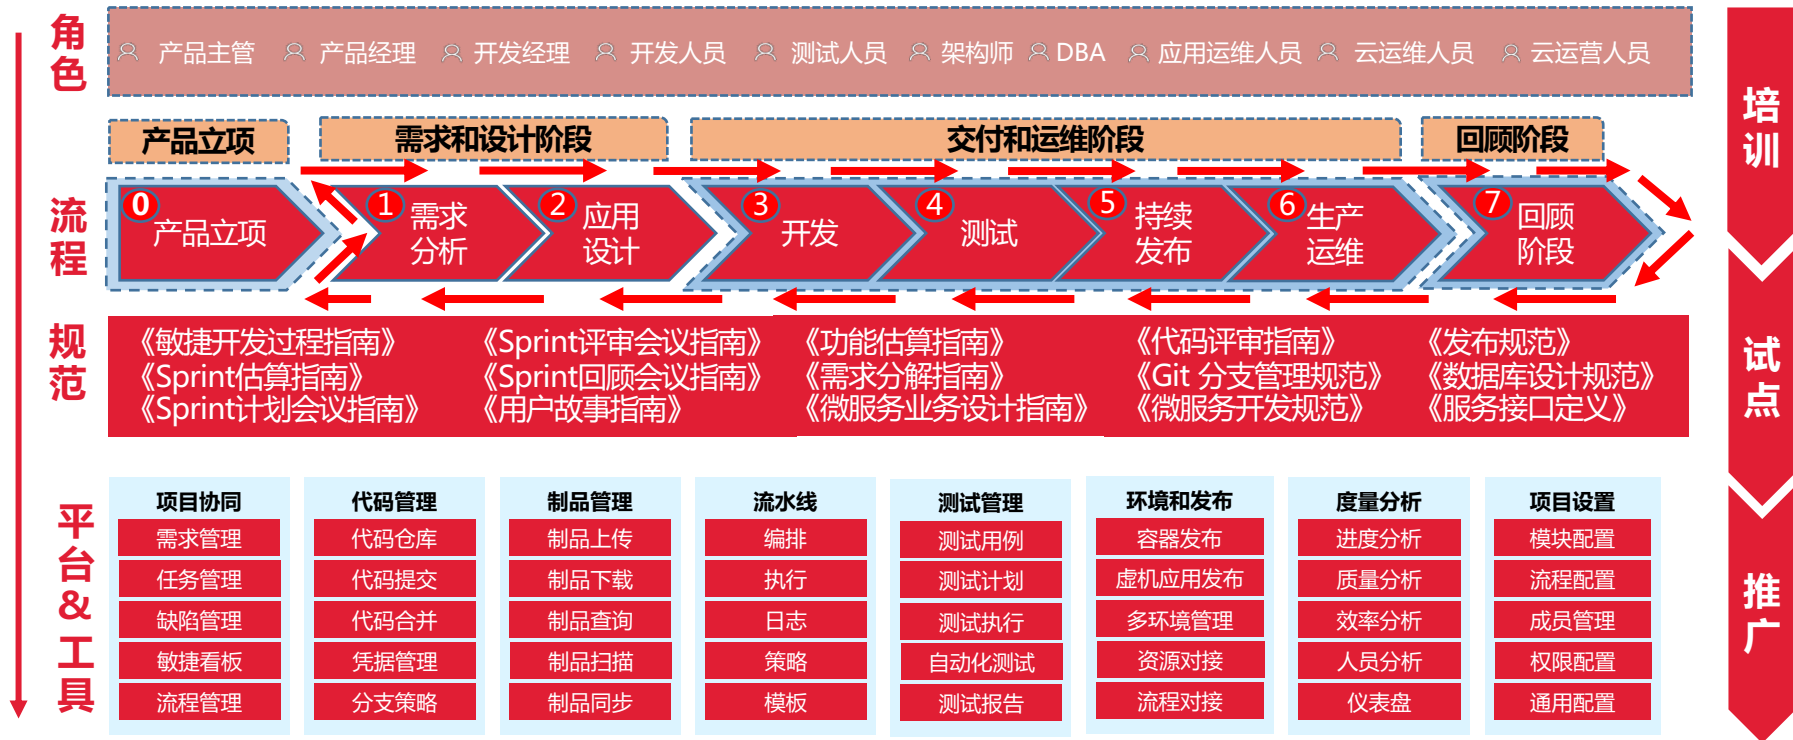 角色
产品主管 产品经理 开发经理 开发人员 测试人员 架构师 DBA 应用运维人员 云运维人员 云运营人员
产品立项 需求和设计阶段 交付和运维阶段 回顾阶段
流程
0 产品立项
1 需求
分析
2 应用
设计
3 开发
4 测试
5 持续
发布
6 生产
运维
7 回顾
阶段
规范
《敏捷开发过程指南》 《Sprint评审会议指南》 《功能估算指南》 《代码评审指南》 《发布规范》
《Sprint估算指南》 《Sprint回顾会议指南》 《需求分解指南》 《Git 分支管理规范》 《数据库设计规范》
《Sprint计划会议指南》 《用户故事指南》 《微服务业务设计指南》 《微服务开发规范》 《服务接口定义》
平台&工具
项目协同
需求管理
任务管理
缺陷管理
敏捷看板
流程管理
代码管理
代码仓库
代码提交
代码合并
凭据管理
分支策略
制品管理
制品上传
制品下载
制品查询
制品扫描
制品同步
流水线
编排
执行
日志
策略
模板
测试管理
测试用例
测试计划
测试执行
自动化测试
测试报告
环境和发布
容器发布
虚机应用发布
多环境管理
资源对接
流程对接
度量分析
进度分析
质量分析
效率分析
人员分析
仪表盘
项目设置
模块配置
流程配置
成员管理
权限配置
通用配置
培训
试点
推广